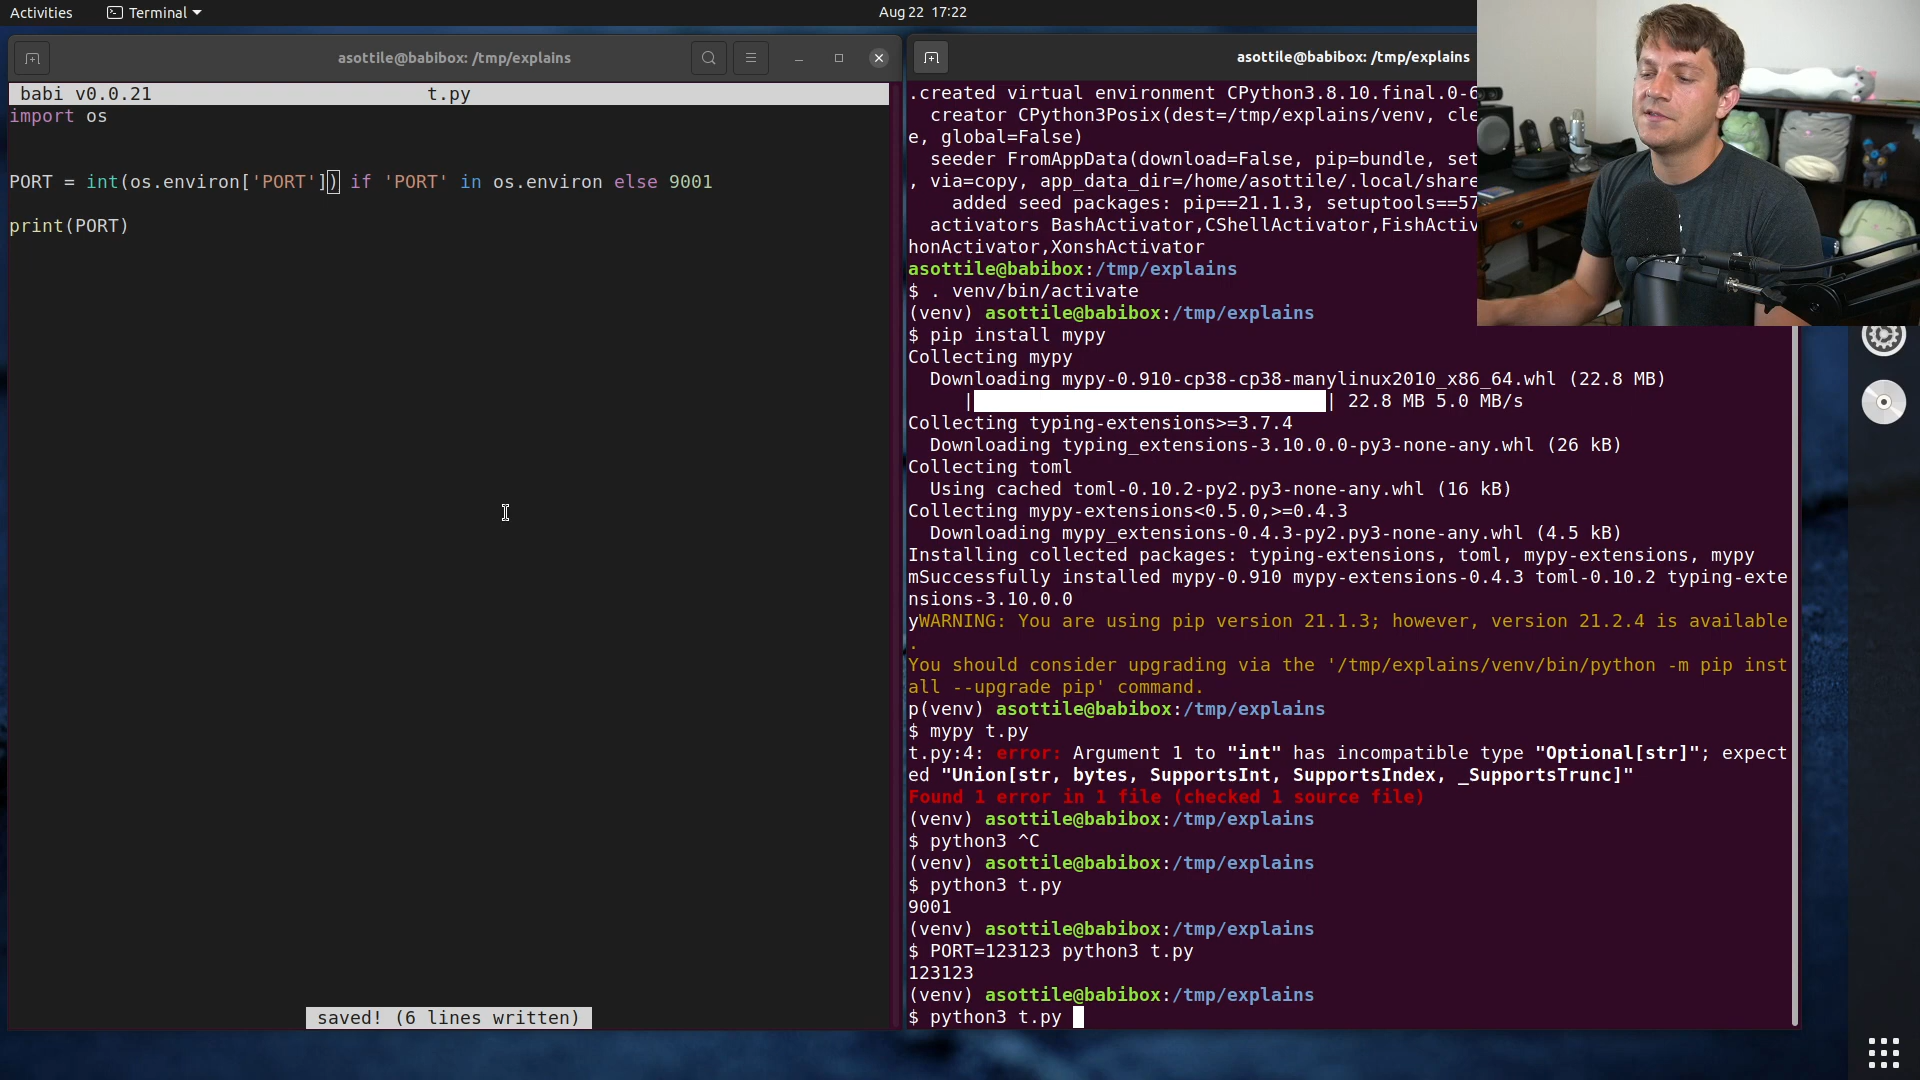 Activities
Terminal
Aug 22 17:22
asottile@babibox: /tmp/explains
babi v0.0.21 t.py
import os
PORT = int(os.environ['PORT']) if 'PORT' in os.environ else 9001
print(PORT)
saved! (6 lines written)
asottile@babibox: /tmp/explains
.created virtual environment CPython3.8.10.final.0-6
creator CPython3Posix(dest=/tmp/explains/venv, cle
e, global=False)
seeder FromAppData(download=False, pip=bundle, set
, via=copy, app_data_dir=/home/asottile/.local/share
added seed packages: pip==21.1.3, setuptools==57
activators BashActivator,CShellActivator,FishActiv
honActivator,XonshActivator
asottile@babibox:/tmp/explains
$ . venv/bin/activate
(venv) asottile@babibox:/tmp/explains
$ pip install mypy
Collecting mypy
Downloading mypy-0.910-cp38-cp38-manylinux2010_x86_64.whl (22.8 MB)
| | 22.8 MB 5.0 MB/s
Collecting typing-extensions>=3.7.4
Downloading typing_extensions-3.10.0.0-py3-none-any.whl (26 kB)
Collecting toml
Using cached toml-0.10.2-py2.py3-none-any.whl (16 kB)
Collecting mypy-extensions<0.5.0,>=0.4.3
Downloading mypy_extensions-0.4.3-py2.py3-none-any.whl (4.5 kB)
Installing collected packages: typing-extensions, toml, mypy-extensions, mypy
mSuccessfully installed mypy-0.910 mypy-extensions-0.4.3 toml-0.10.2 typing-exte
nsions-3.10.0.0
yWARNING: You are using pip version 21.1.3; however, version 21.2.4 is available
.
You should consider upgrading via the '/tmp/explains/venv/bin/python -m pip inst
all --upgrade pip' command.
p(venv) asottile@babibox:/tmp/explains
$ mypy t.py
t.py:4: error: Argument 1 to "int" has incompatible type "Optional[str]"; expect
ed "Union[str, bytes, SupportsInt, SupportsIndex, _SupportsTrunc]"
Found 1 error in 1 file (checked 1 source file)
(venv) asottile@babibox:/tmp/explains
$ python3 ^C
(venv) asottile@babibox:/tmp/explains
$ python3 t.py
9001
(venv) asottile@babibox:/tmp/explains
$ PORT=123123 python3 t.py
123123
(venv) asottile@babibox:/tmp/explains
$ python3 t.py